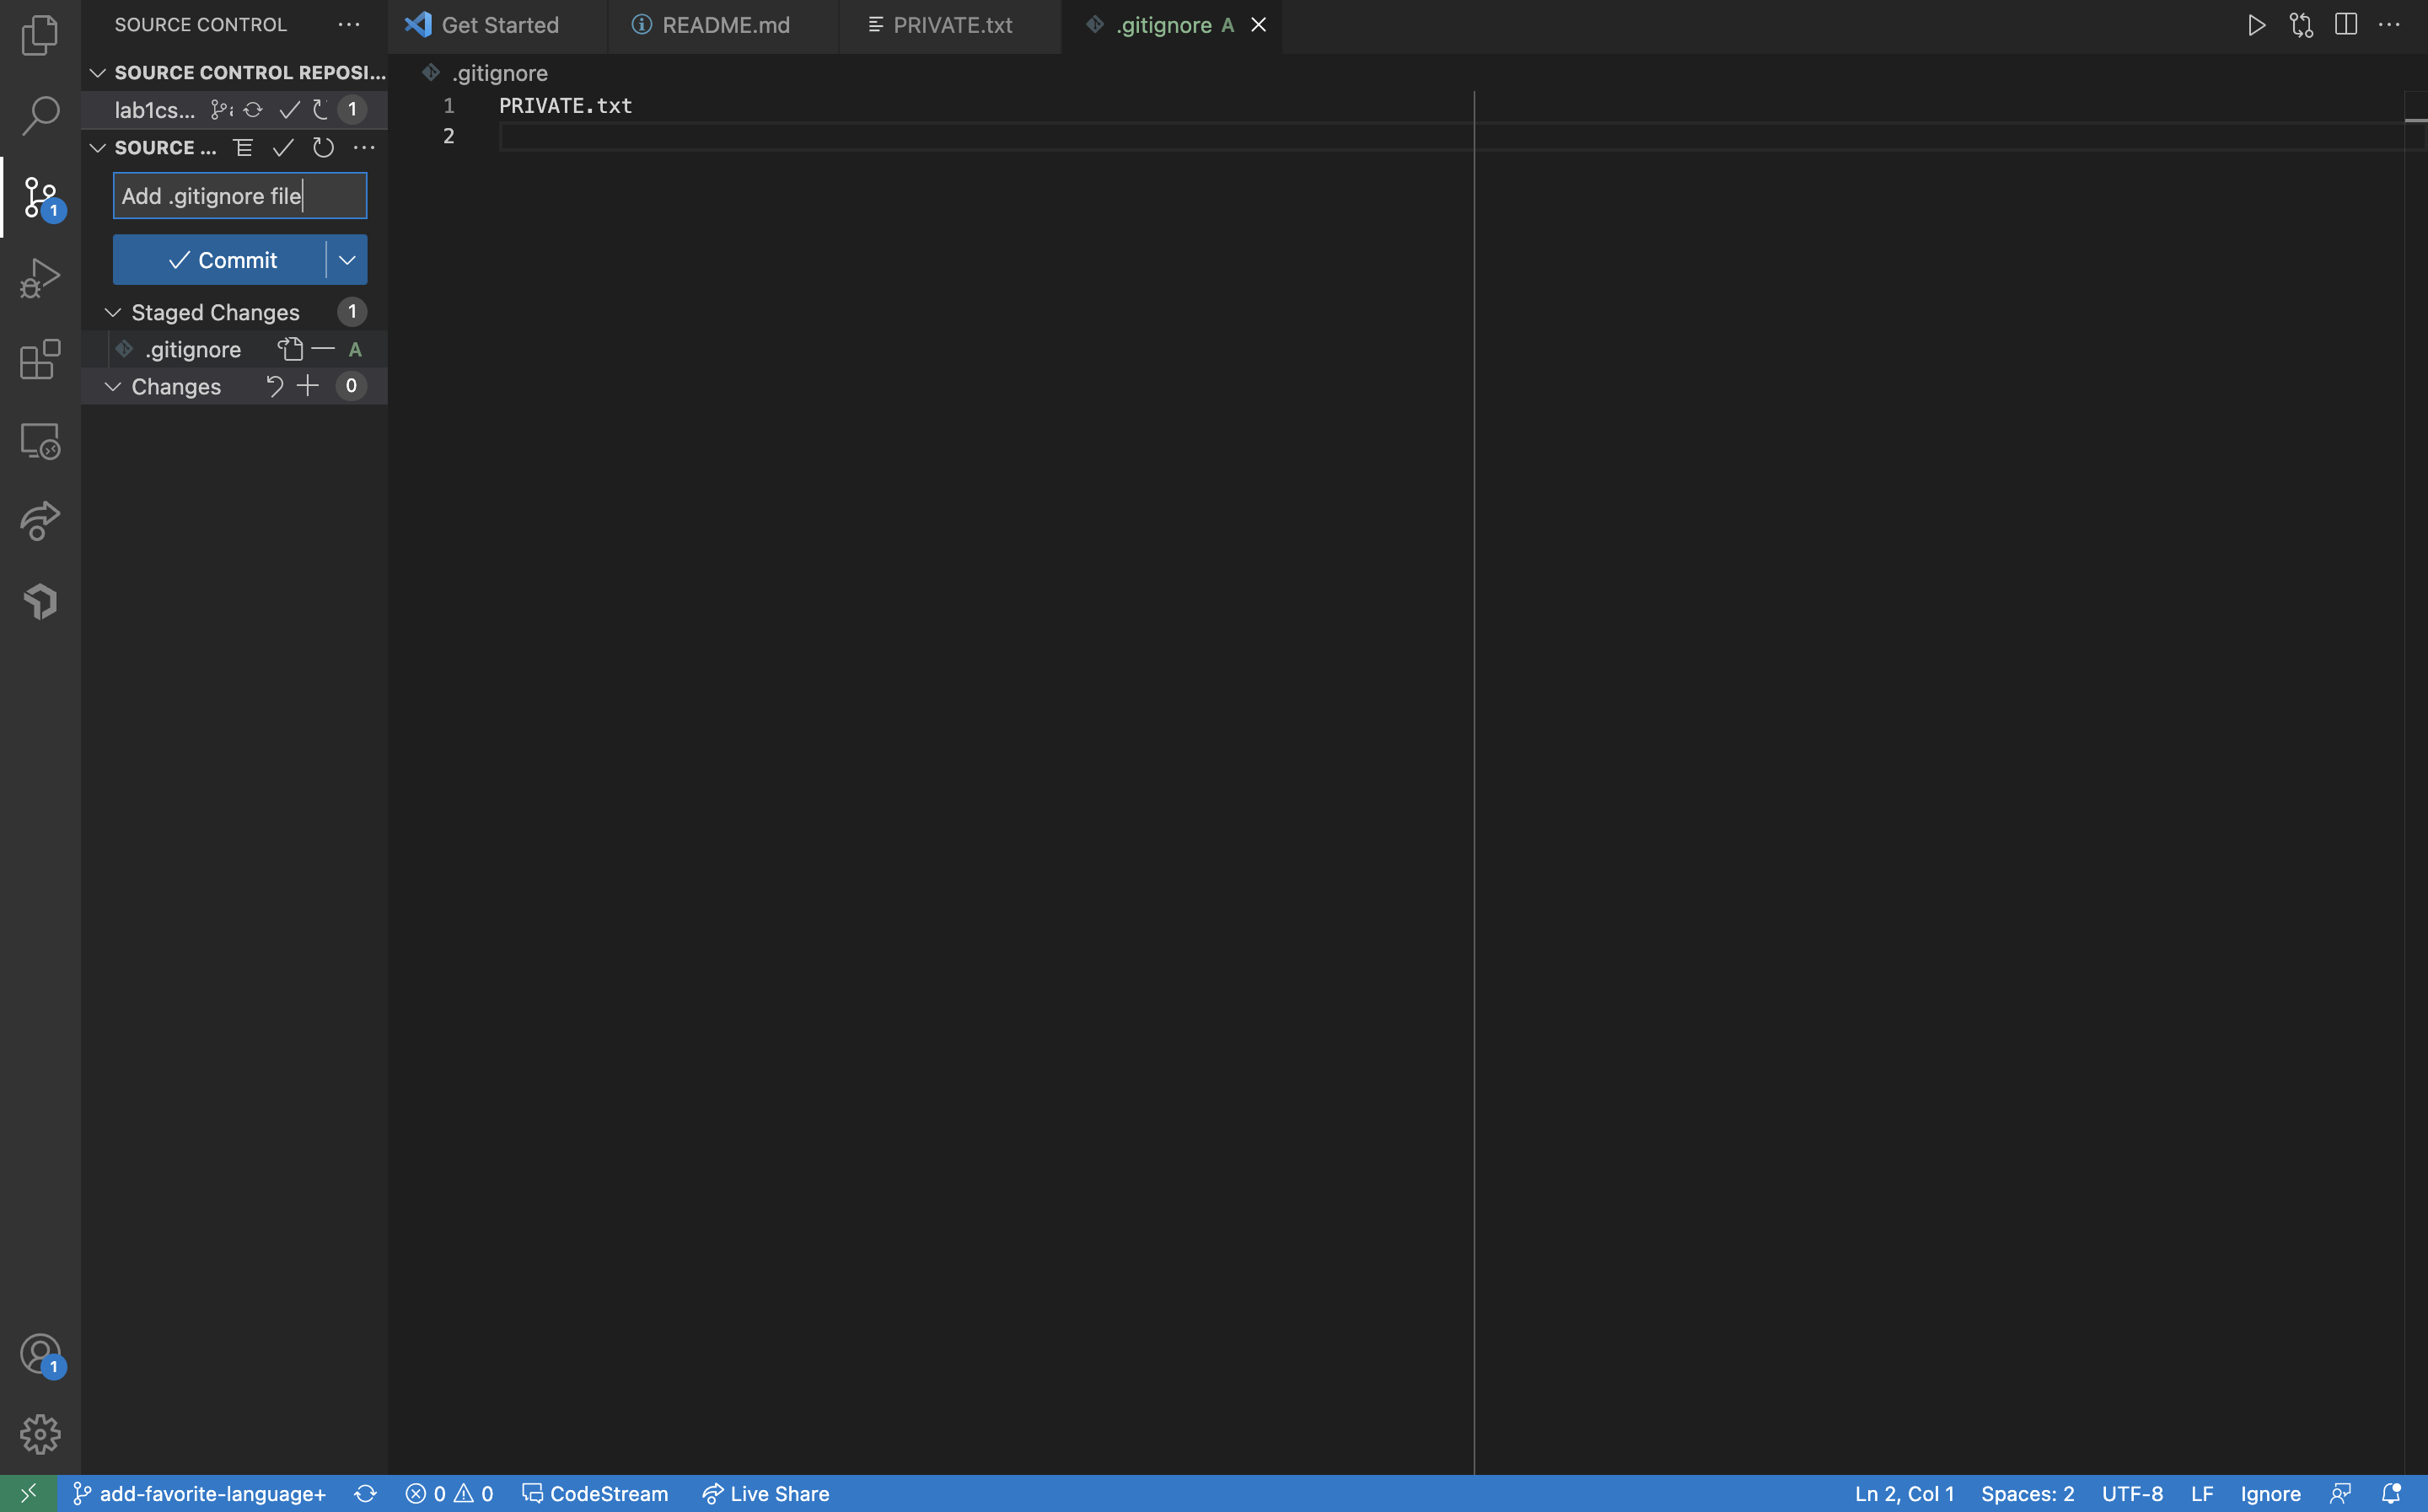 SOURCE CONTROL
Get Started
README.md
PRIVATE.txt
.gitignore A
SOURCE CONTROL REPOSI...
.gitignore
lab1cs... 1
1 PRIVATE.txt
2
SOURCE ...
Add .gitignore file
1
Commit
Staged Changes 1
.gitignore A
Changes 0
1
add-favorite-language+ 0 0 CodeStream Live Share
Ln 2, Col 1 Spaces: 2 UTF-8 LF Ignore